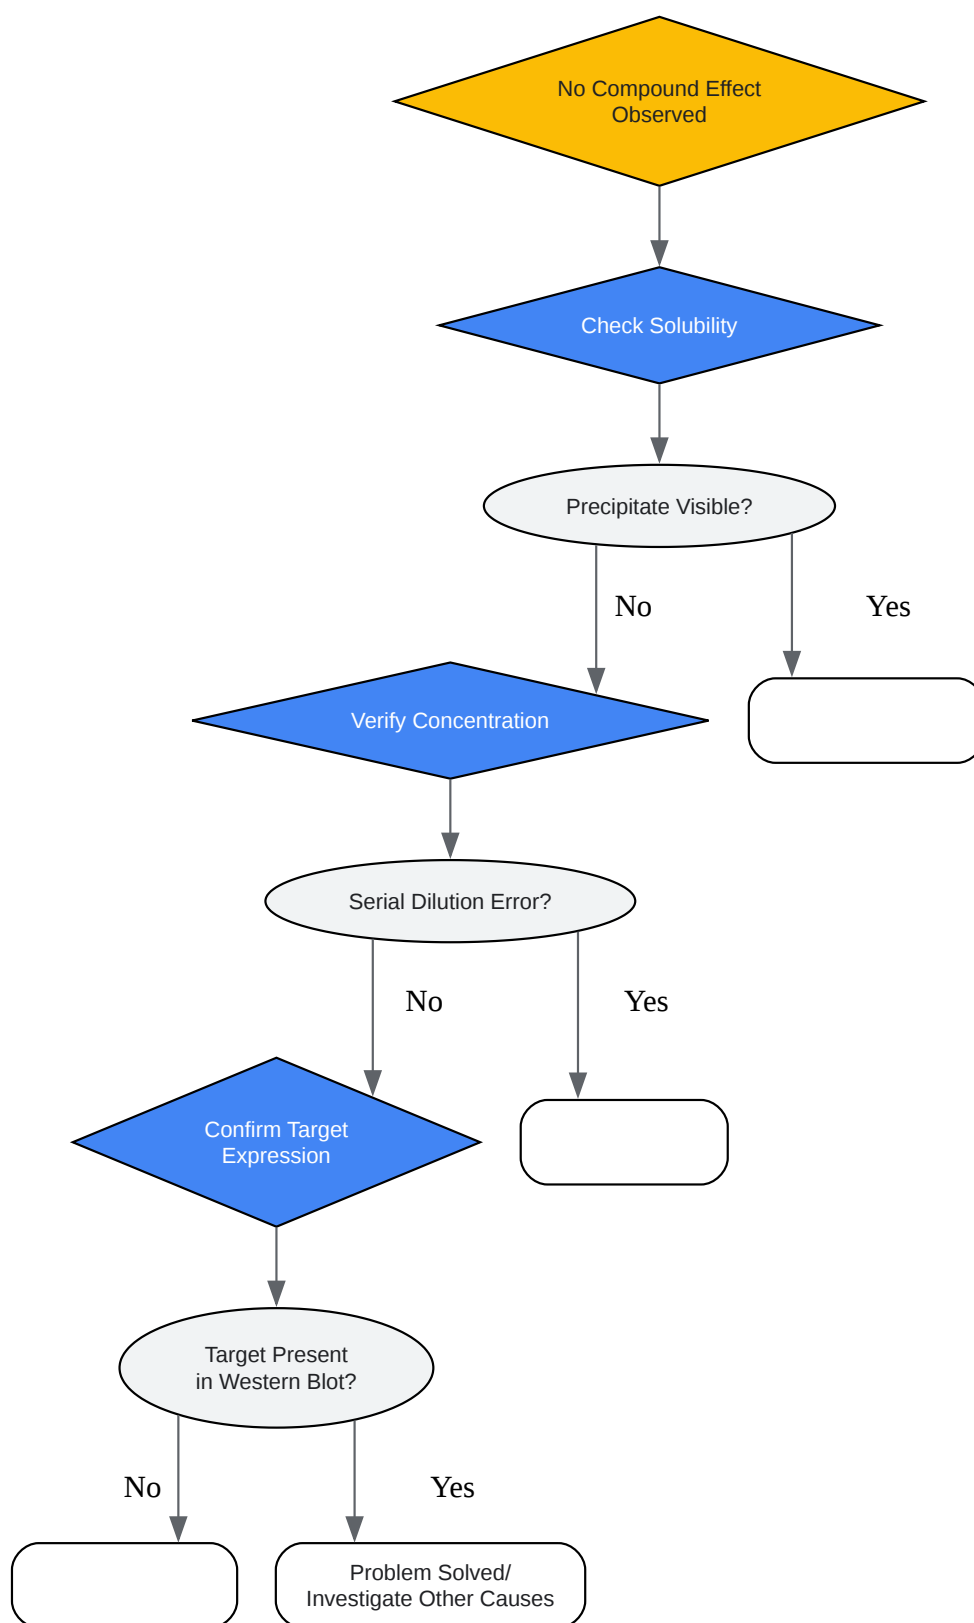 No Compound Effect
Observed
Check Solubility
Precipitate Visible?
No
Yes
Verify Concentration
Serial Dilution Error?
No
Yes
Confirm Target
Expression
Target Present
in Western Blot?
No
Yes
Problem Solved/
Investigate Other Causes